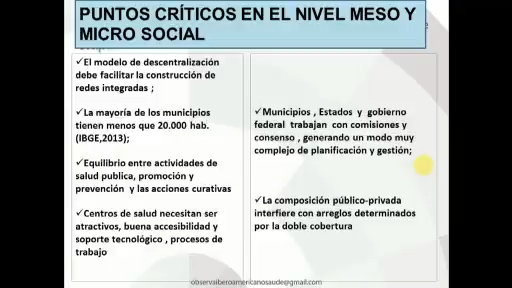 PUNTOS CRÍTICOS EN EL NIVEL MESO Y
MICRO SOCIAL
✓El modelo de descentralización
debe facilitar la construcción de
redes integradas ;
✓La mayoría de los municipios
tienen menos que 20.000 hab.
(IBGE,2013);
✓Equilibrio entre actividades de
salud publica, promoción y
prevención y las acciones curativas
✓Centros de salud necesitan ser
atractivos, buena accesibilidad y
soporte tecnológico , procesos de
trabajo
✓Municipios , Estados y gobierno
federal trabajan con comisiones y
consenso , generando un modo muy
complejo de planificación y gestión;
✓La composición público-privada
interfiere con arreglos determinados
por la doble cobertura
observaiberoamericanosaude@gmail.com